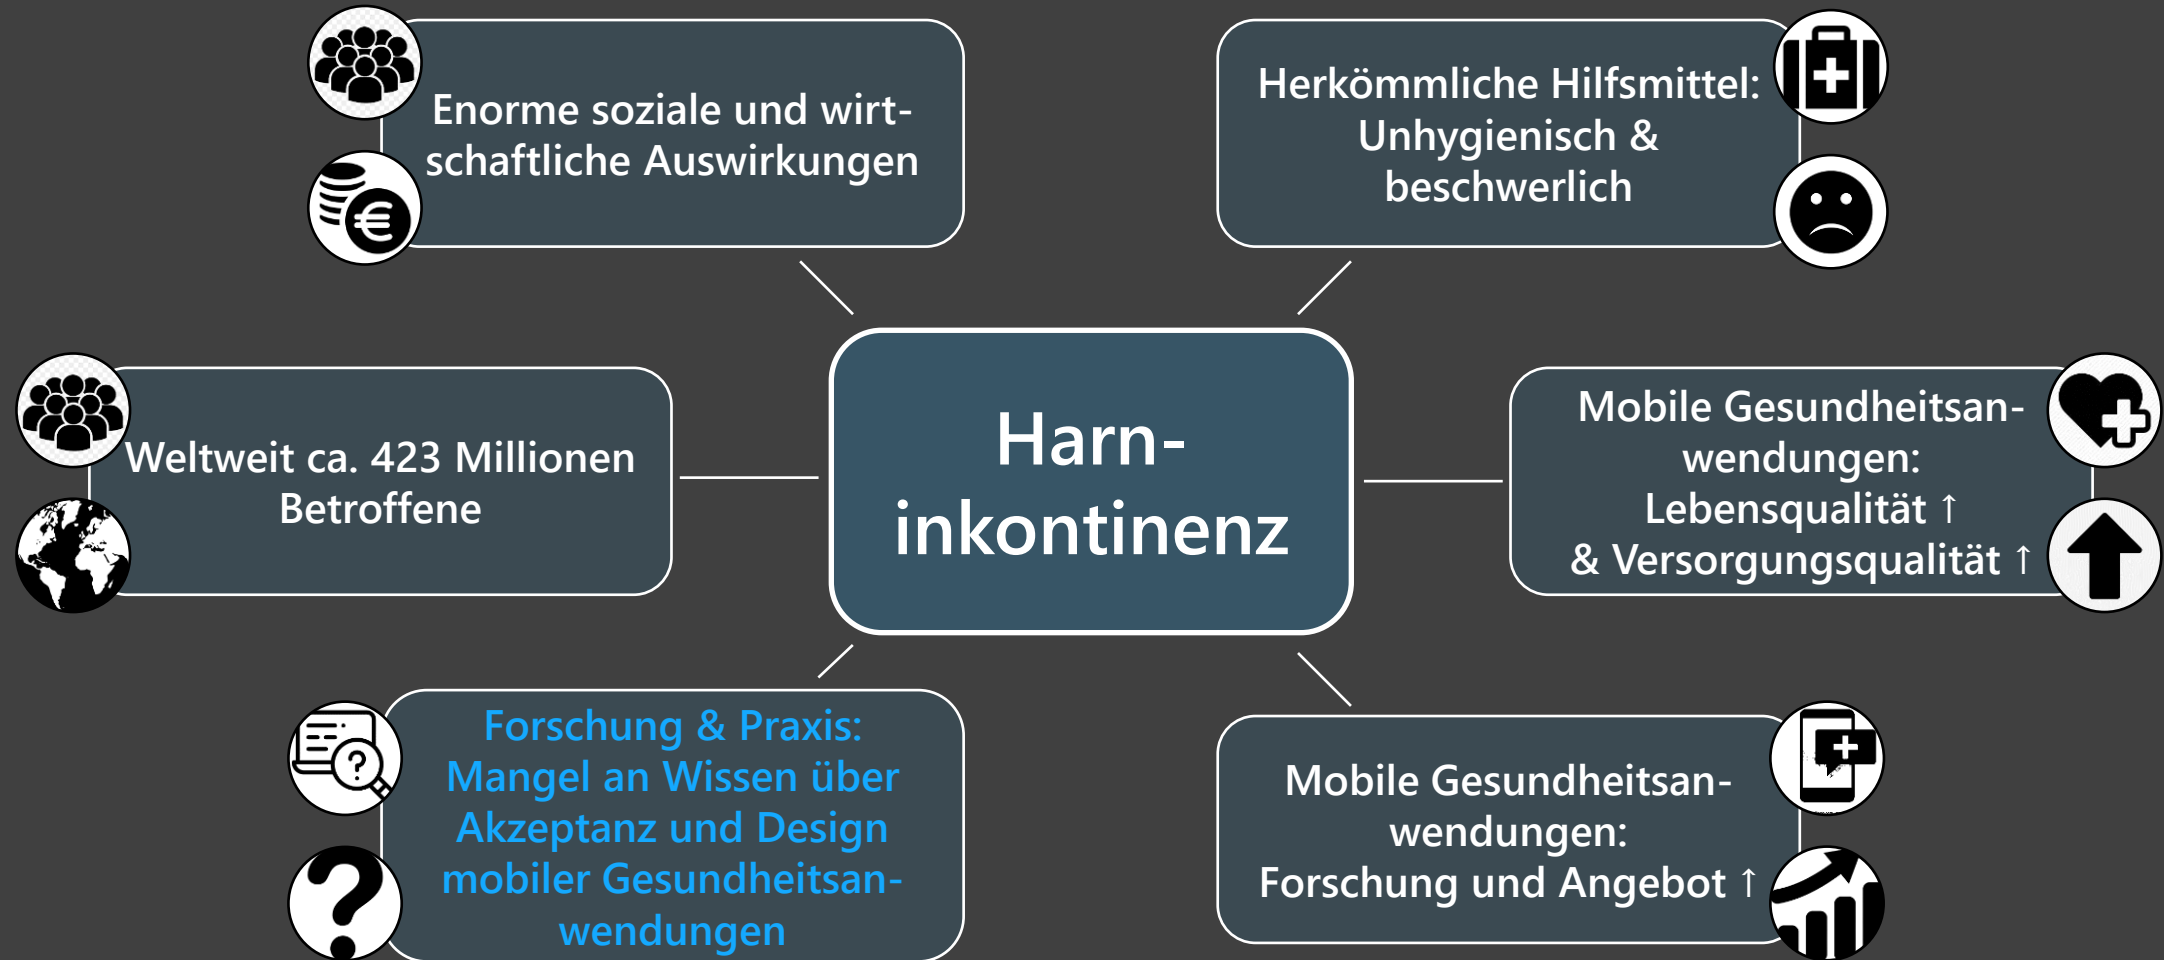 Enorme soziale und wirt-
schaftliche Auswirkungen
Herkömmliche Hilfsmittel:
Unhygienisch &
beschwerlich
Weltweit ca. 423 Millionen
Betroffene
Harn-
inkontinenz
Mobile Gesundheitsan-
wendungen:
Lebensqualität ↑
& Versorgungsqualität ↑
Forschung & Praxis:
Mangel an Wissen über
Akzeptanz und Design
mobiler Gesundheitsan-
wendungen
Mobile Gesundheitsan-
wendungen:
Forschung und Angebot ↑